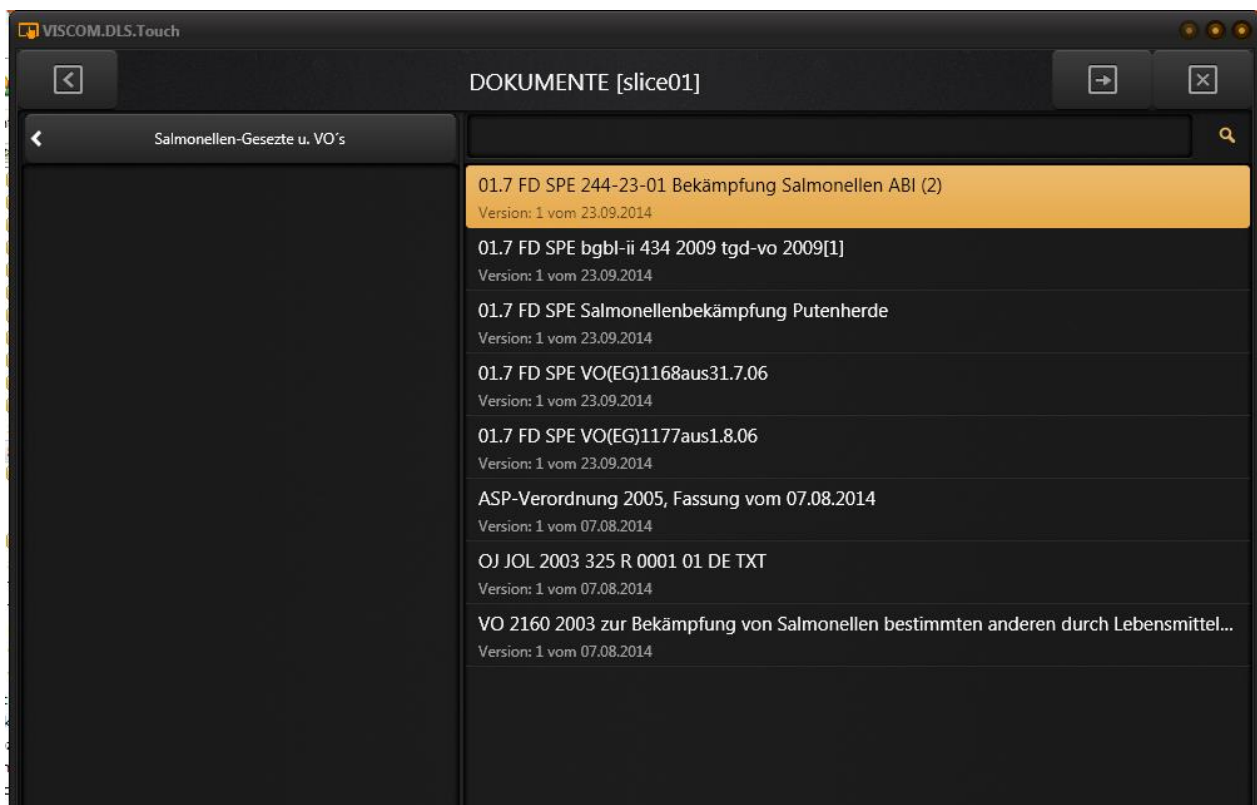 VISCOM.DLS.Touch
DOKUMENTE [slice01]
Salmonellen-Gesezte u. VO´s
01.7 FD SPE 244-23-01 Bekämpfung Salmonellen ABl (2)
Version: 1 vom 23.09.2014
01.7 FD SPE bgbl-ii 434 2009 tgd-vo 2009[1]
Version: 1 vom 23.09.2014
01.7 FD SPE Salmonellenbekämpfung Putenherde
Version: 1 vom 23.09.2014
01.7 FD SPE VO(EG)1168aus31.7.06
Version: 1 vom 23.09.2014
01.7 FD SPE VO(EG)1177aus1.8.06
Version: 1 vom 23.09.2014
ASP-Verordnung 2005, Fassung vom 07.08.2014
Version: 1 vom 07.08.2014
OJ JOL 2003 325 R 0001 01 DE TXT
Version: 1 vom 07.08.2014
VO 2160 2003 zur Bekämpfung von Salmonellen bestimmten anderen durch Lebensmittel...
Version: 1 vom 07.08.2014